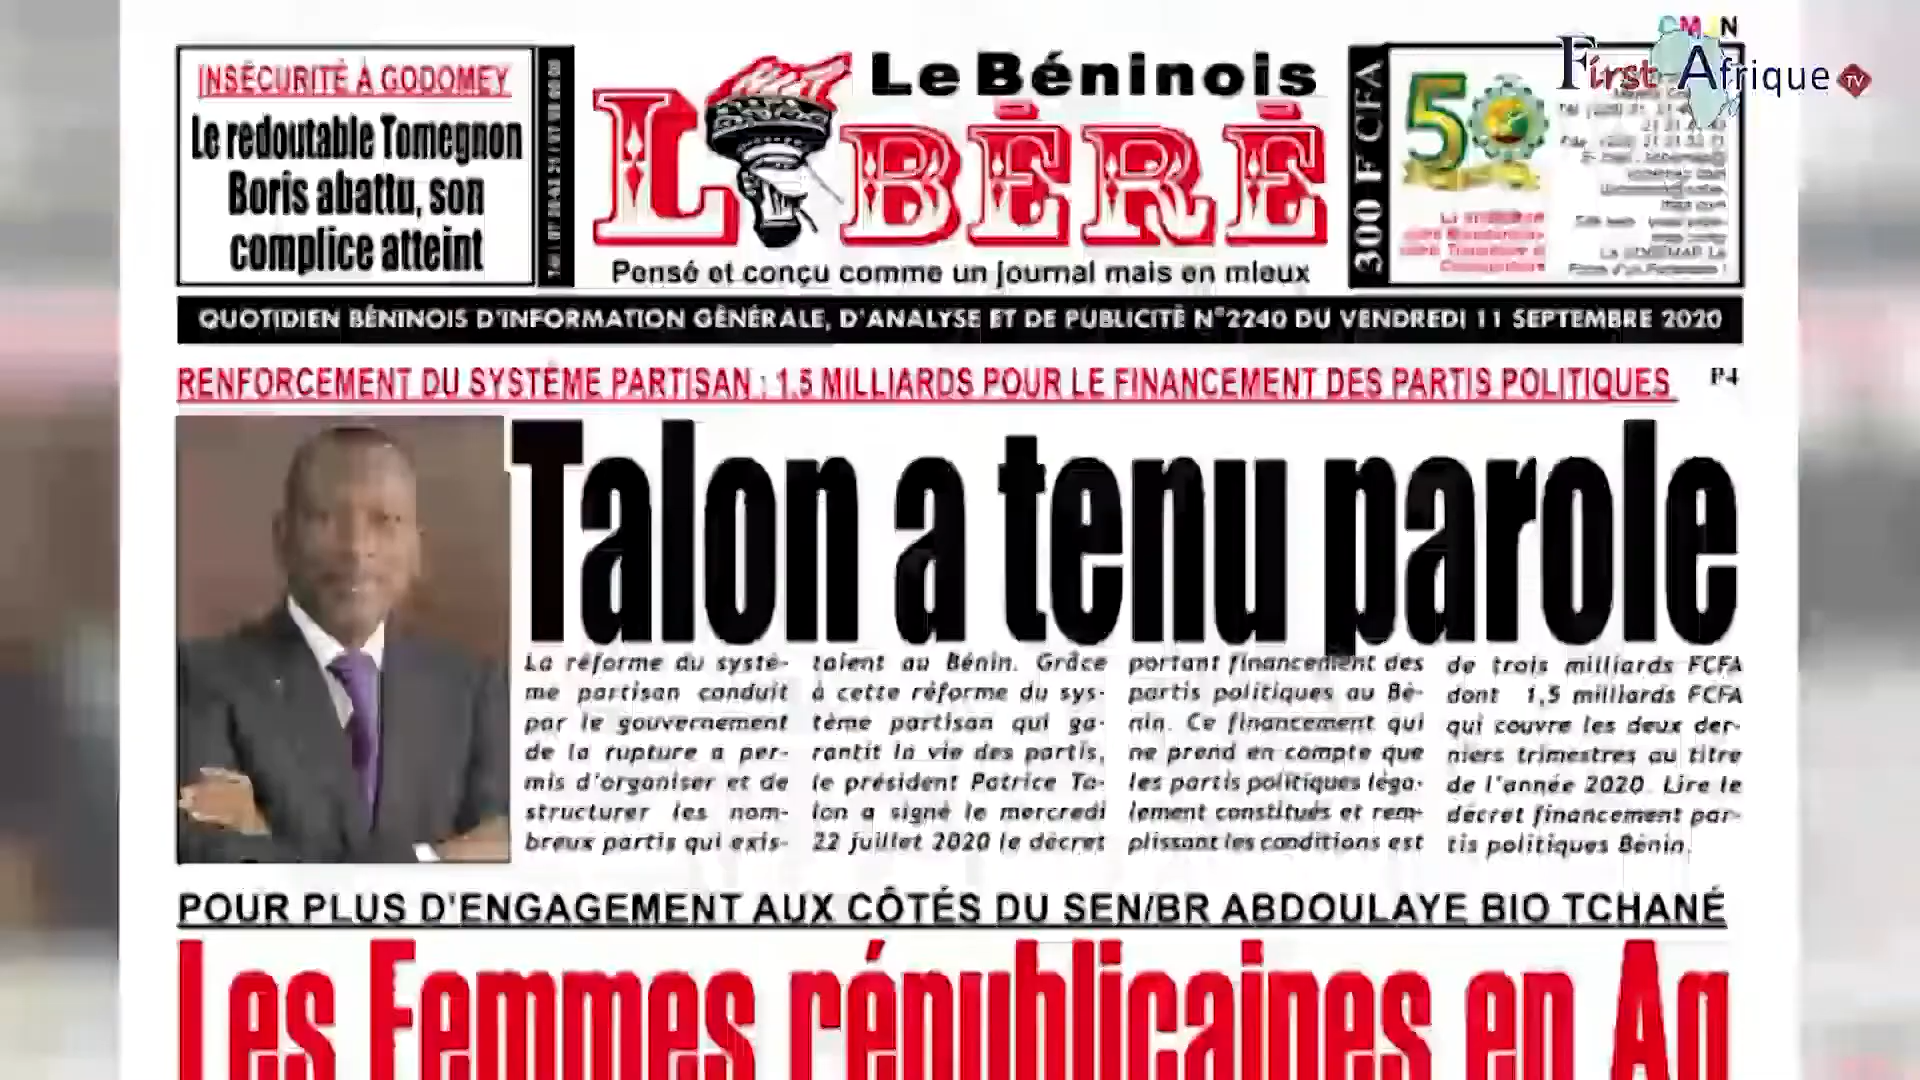 INSÉCURITÉ À GODOMEY
Le redoutable Tomegnon
Boris abattu, son
complice atteint
Le Béninois
LIBÉRÉ
Pensé et conçu comme un journal mais en mieux
300 F CFA
50
First Afrique TV
QUOTIDIEN BÉNINOIS D'INFORMATION GÉNÉRALE, D'ANALYSE ET DE PUBLICITÉ N°2240 DU VENDREDI 11 SEPTEMBRE 2020
RENFORCEMENT DU SYSTÈME PARTISAN : 1,5 MILLIARDS POUR LE FINANCEMENT DES PARTIS POLITIQUES P4
Talon a tenu parole
La réforme du systè-
me partisan conduit
par le gouvernement
de la rupture a per-
mis d'organiser et de
structurer les nom-
breux partis qui exis-
taient au Bénin. Grâce
à cette réforme du sys-
tème partisan qui ga-
rantit la vie des partis,
le président Patrice Ta-
lon a signé le mercredi
22 juillet 2020 le décret
portant financement des
partis politiques au Bé-
nin. Ce financement qui
ne prend en compte que
les partis politiques léga-
lement constitués et rem-
plissant les conditions est
de trois milliards FCFA
dont 1,5 milliards FCFA
qui couvre les deux der-
niers trimestres au titre
de l'année 2020. Lire le
décret financement par-
tis politiques Bénin.
POUR PLUS D'ENGAGEMENT AUX CÔTÉS DU SEN/BR ABDOULAYE BIO TCHANÉ
Les Femmes républicaines en Ag